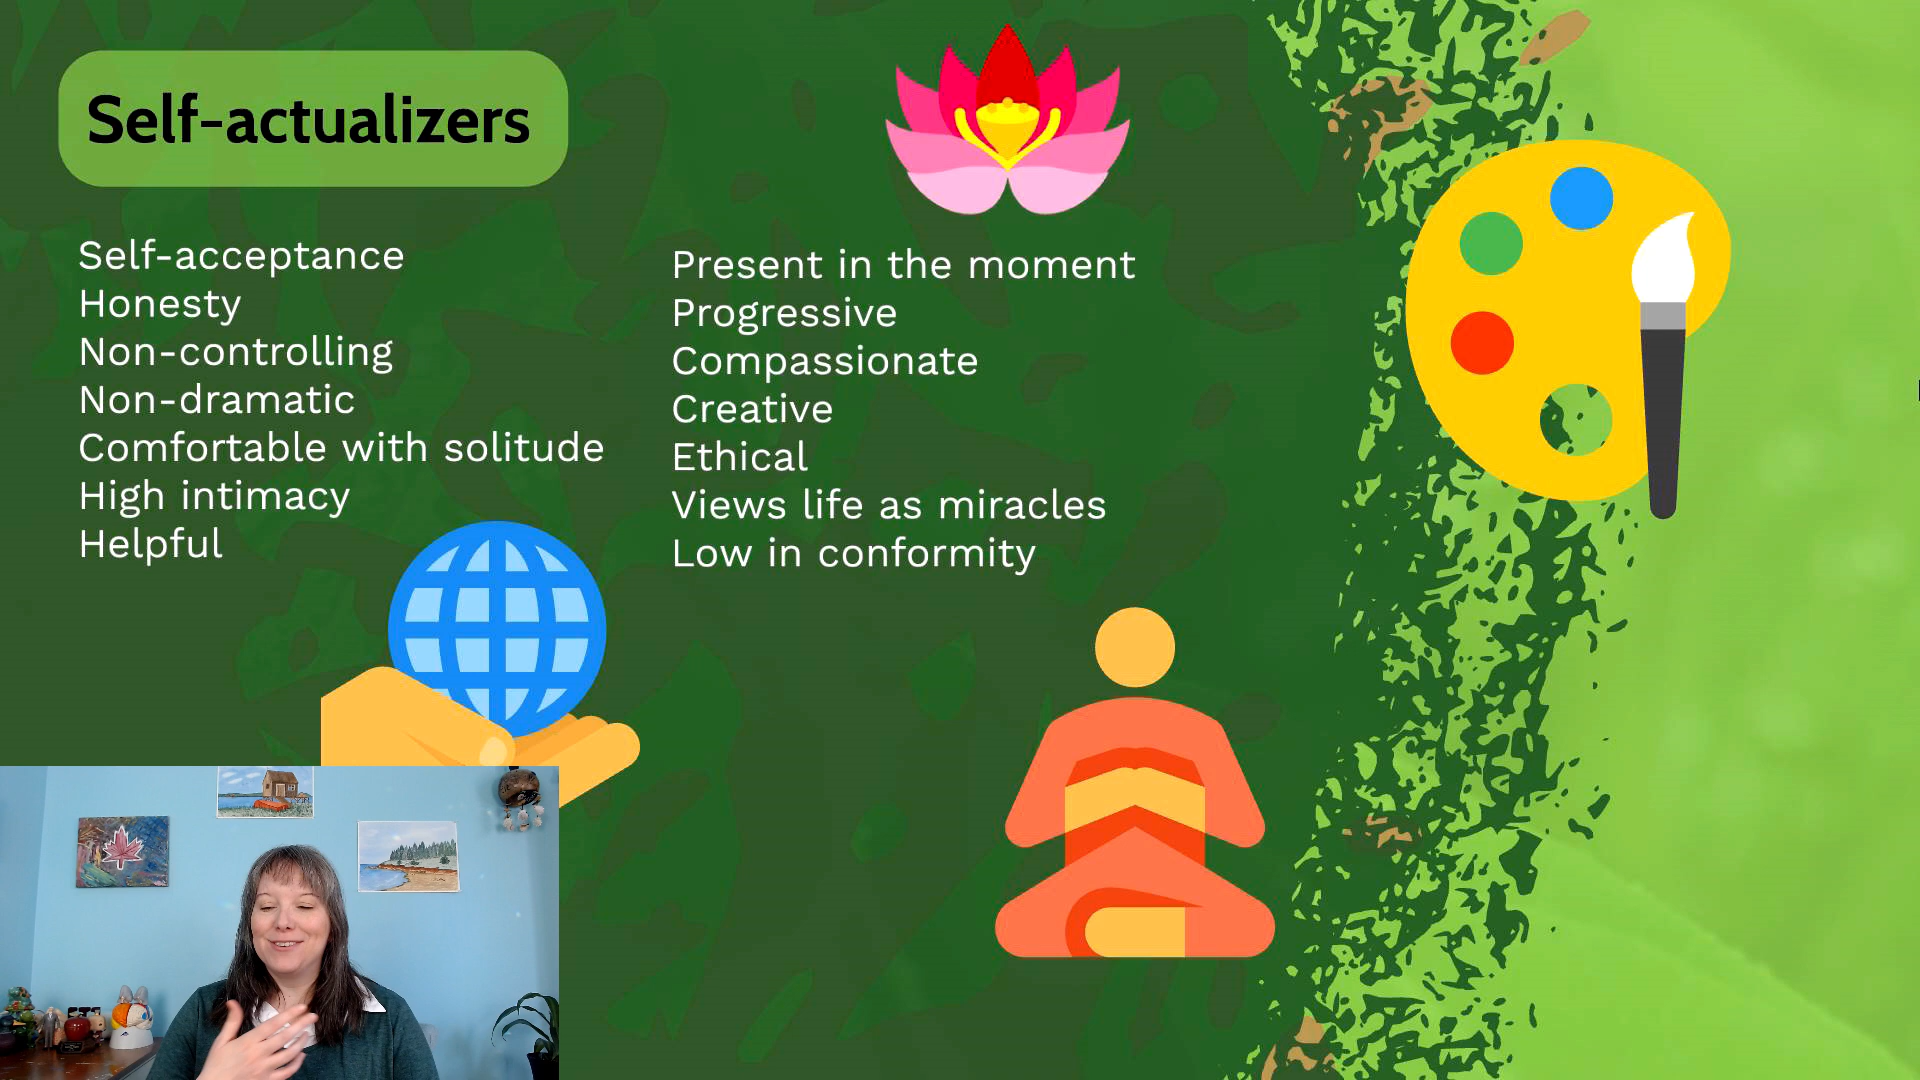 Self-actualizers
Self-acceptance
Honesty
Non-controlling
Non-dramatic
Comfortable with solitude
High intimacy
Helpful
Present in the moment
Progressive
Compassionate
Creative
Ethical
Views life as miracles
Low in conformity